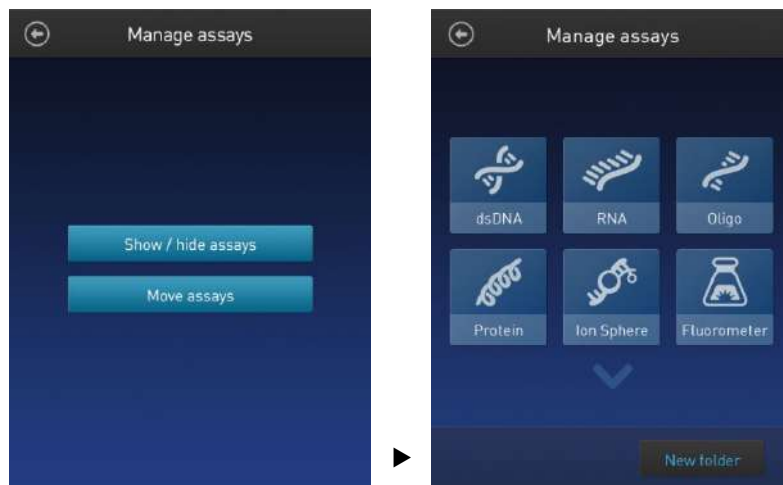 Manage assays
Show / hide assays
Move assays
Manage assays
dsDNA RNA Oligo
Protein Ion Sphere Fluorometer
New folder